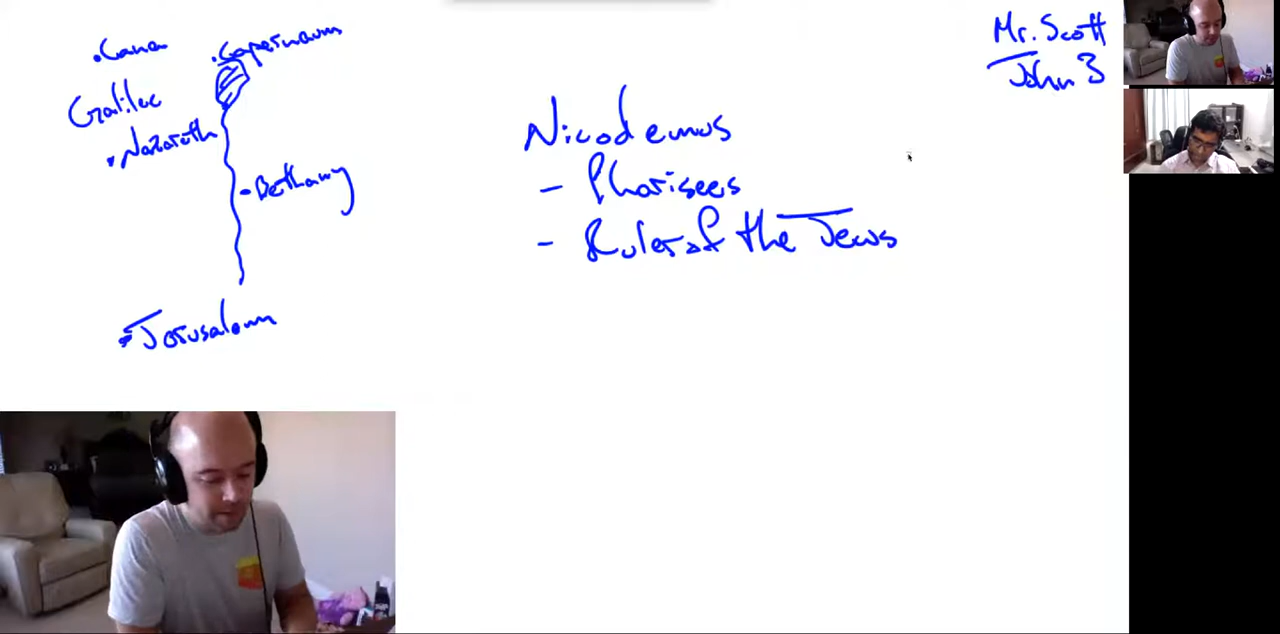 Mr. Scott
John 3
.Cana
.Capernaum
Galilee
.Nazareth
-Bethany
Jerusalem
Nicodemus
- Pharisees
- Ruler of the Jews